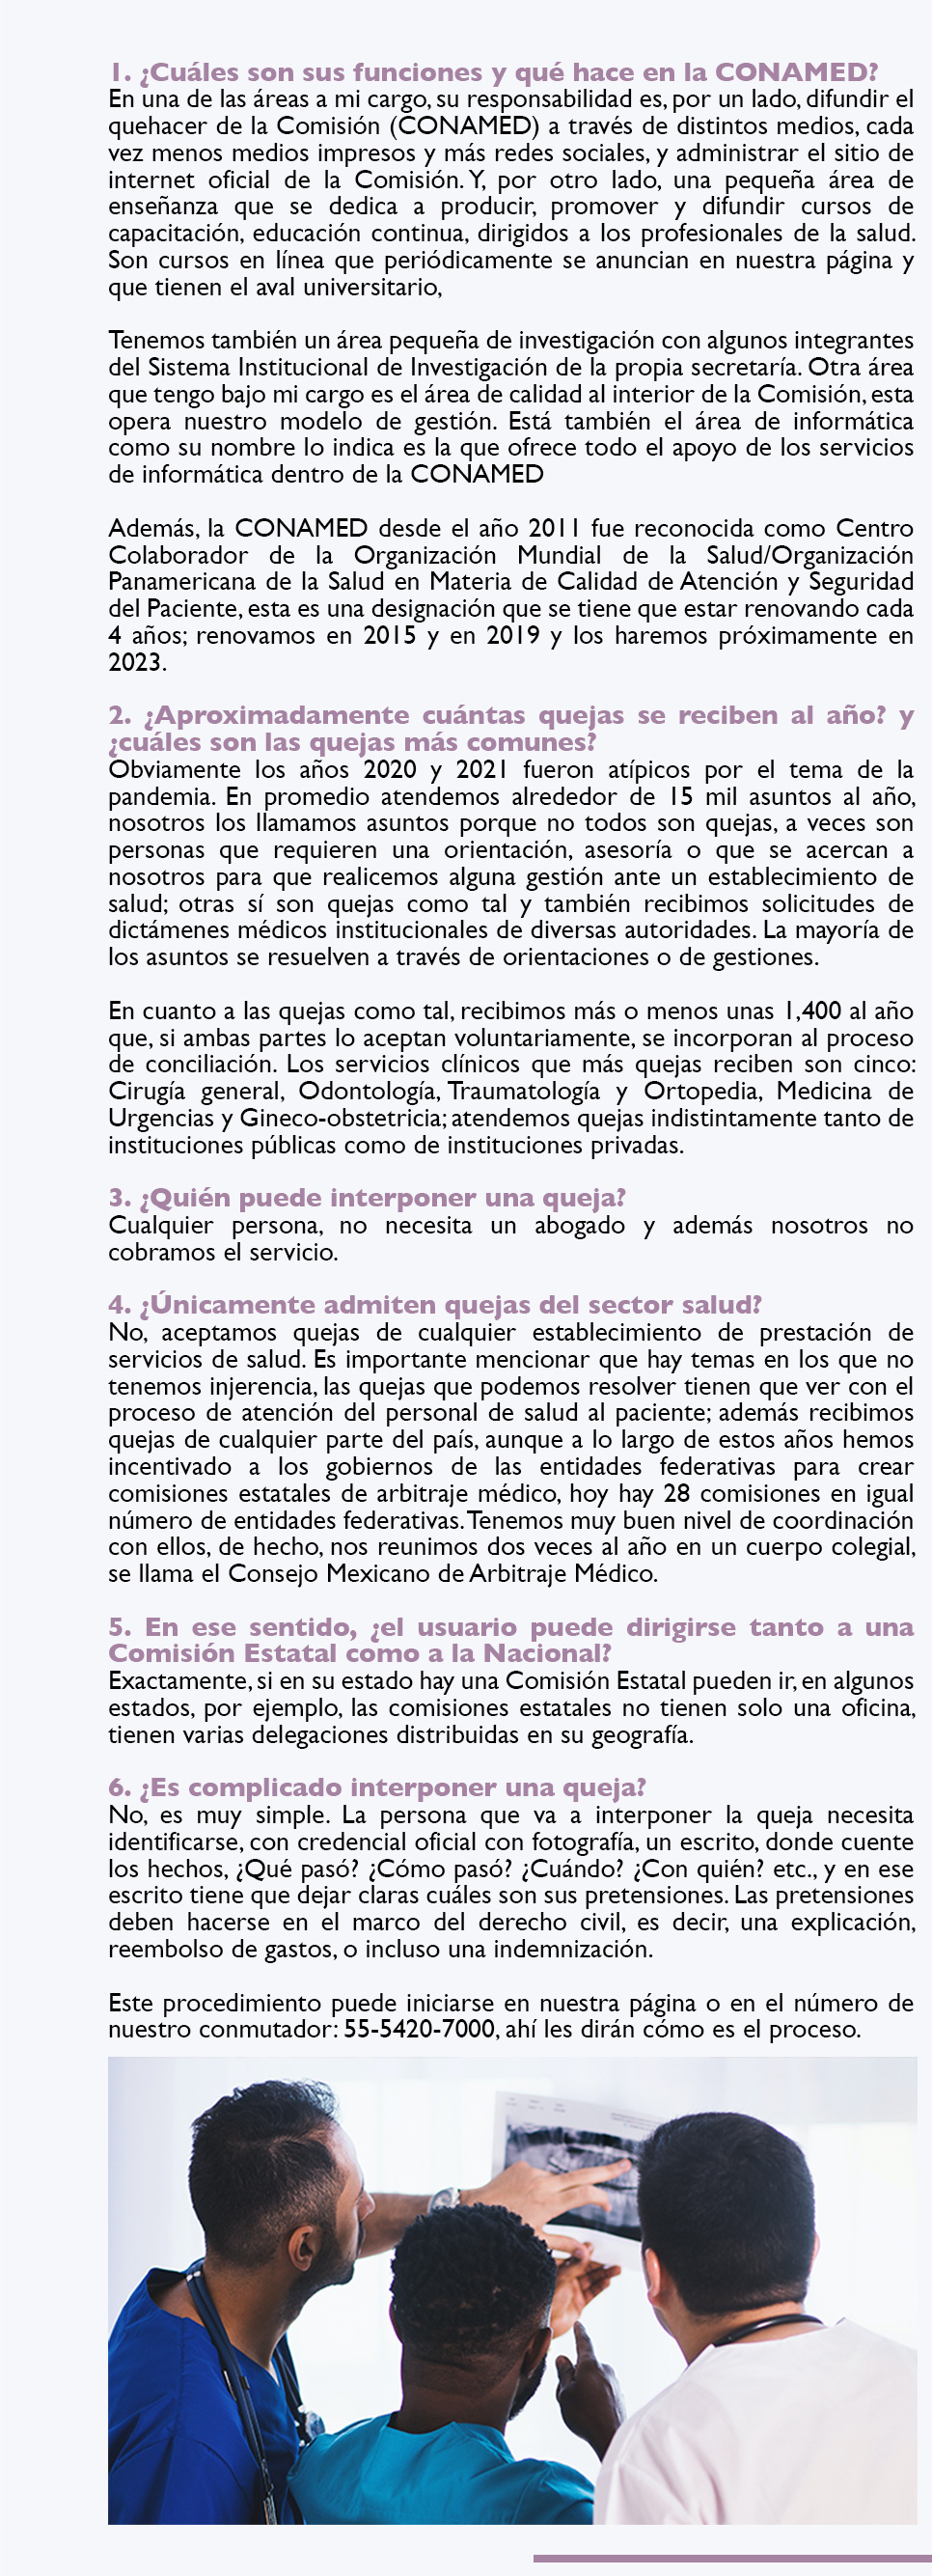 1. ¿Cuáles son sus funciones y qué hace en la CONAMED?
En una de las áreas a mi cargo, su responsabilidad es, por un lado, difundir el
quehacer de la Comisión (CONAMED) a través de distintos medios, cada
vez menos medios impresos y más redes sociales, y administrar el sitio de
internet oficial de la Comisión. Y, por otro lado, una pequeña área de
enseñanza que se dedica a producir, promover y difundir cursos de
capacitación, educación continua, dirigidos a los profesionales de la salud.
Son cursos en línea que periódicamente se anuncian en nuestra página y
que tienen el aval universitario,
Tenemos también un área pequeña de investigación con algunos integrantes
del Sistema Institucional de Investigación de la propia secretaría. Otra área
que tengo bajo mi cargo es el área de calidad al interior de la Comisión, esta
opera nuestro modelo de gestión. Está también el área de informática
como su nombre lo indica es la que ofrece todo el apoyo de los servicios
de informática dentro de la CONAMED
Además, la CONAMED desde el año 2011 fue reconocida como Centro
Colaborador de la Organización Mundial de la Salud/Organización
Panamericana de la Salud en Materia de Calidad de Atención y Seguridad
del Paciente, esta es una designación que se tiene que estar renovando cada
4 años; renovamos en 2015 y en 2019 y los haremos próximamente en
2023.
2. ¿Aproximadamente cuántas quejas se reciben al año? y
¿cuáles son las quejas más comunes?
Obviamente los años 2020 y 2021 fueron atípicos por el tema de la
pandemia. En promedio atendemos alrededor de 15 mil asuntos al año,
nosotros los llamamos asuntos porque no todos son quejas, a veces son
personas que requieren una orientación, asesoría o que se acercan a
nosotros para que realicemos alguna gestión ante un establecimiento de
salud; otras sí son quejas como tal y también recibimos solicitudes de
dictámenes médicos institucionales de diversas autoridades. La mayoría de
los asuntos se resuelven a través de orientaciones o de gestiones.
En cuanto a las quejas como tal, recibimos más o menos unas 1,400 al año
que, si ambas partes lo aceptan voluntariamente, se incorporan al proceso
de conciliación. Los servicios clínicos que más quejas reciben son cinco:
Cirugía general, Odontología, Traumatología y Ortopedia, Medicina de
Urgencias y Gineco-obstetricia; atendemos quejas indistintamente tanto de
instituciones públicas como de instituciones privadas.
3. ¿Quién puede interponer una queja?
Cualquier persona, no necesita un abogado y además nosotros no
cobramos el servicio.
4. ¿Únicamente admiten quejas del sector salud?
No, aceptamos quejas de cualquier establecimiento de prestación de
servicios de salud. Es importante mencionar que hay temas en los que no
tenemos injerencia, las quejas que podemos resolver tienen que ver con el
proceso de atención del personal de salud al paciente; además recibimos
quejas de cualquier parte del país, aunque a lo largo de estos años hemos
incentivado a los gobiernos de las entidades federativas para crear
comisiones estatales de arbitraje médico, hoy hay 28 comisiones en igual
número de entidades federativas. Tenemos muy buen nivel de coordinación
con ellos, de hecho, nos reunimos dos veces al año en un cuerpo colegial,
se llama el Consejo Mexicano de Arbitraje Médico.
5. En ese sentido, ¿el usuario puede dirigirse tanto a una
Comisión Estatal como a la Nacional?
Exactamente, si en su estado hay una Comisión Estatal pueden ir, en algunos
estados, por ejemplo, las comisiones estatales no tienen solo una oficina,
tienen varias delegaciones distribuidas en su geografía.
6. ¿Es complicado interponer una queja?
No, es muy simple. La persona que va a interponer la queja necesita
identificarse, con credencial oficial con fotografía, un escrito, donde cuente
los hechos, ¿Qué pasó? ¿Cómo pasó? ¿Cuándo? ¿Con quién? etc., y en ese
escrito tiene que dejar claras cuáles son sus pretensiones. Las pretensiones
deben hacerse en el marco del derecho civil, es decir, una explicación,
reembolso de gastos, o incluso una indemnización.
Este procedimiento puede iniciarse en nuestra página o en el número de
nuestro conmutador: 55-5420-7000, ahí les dirán cómo es el proceso.